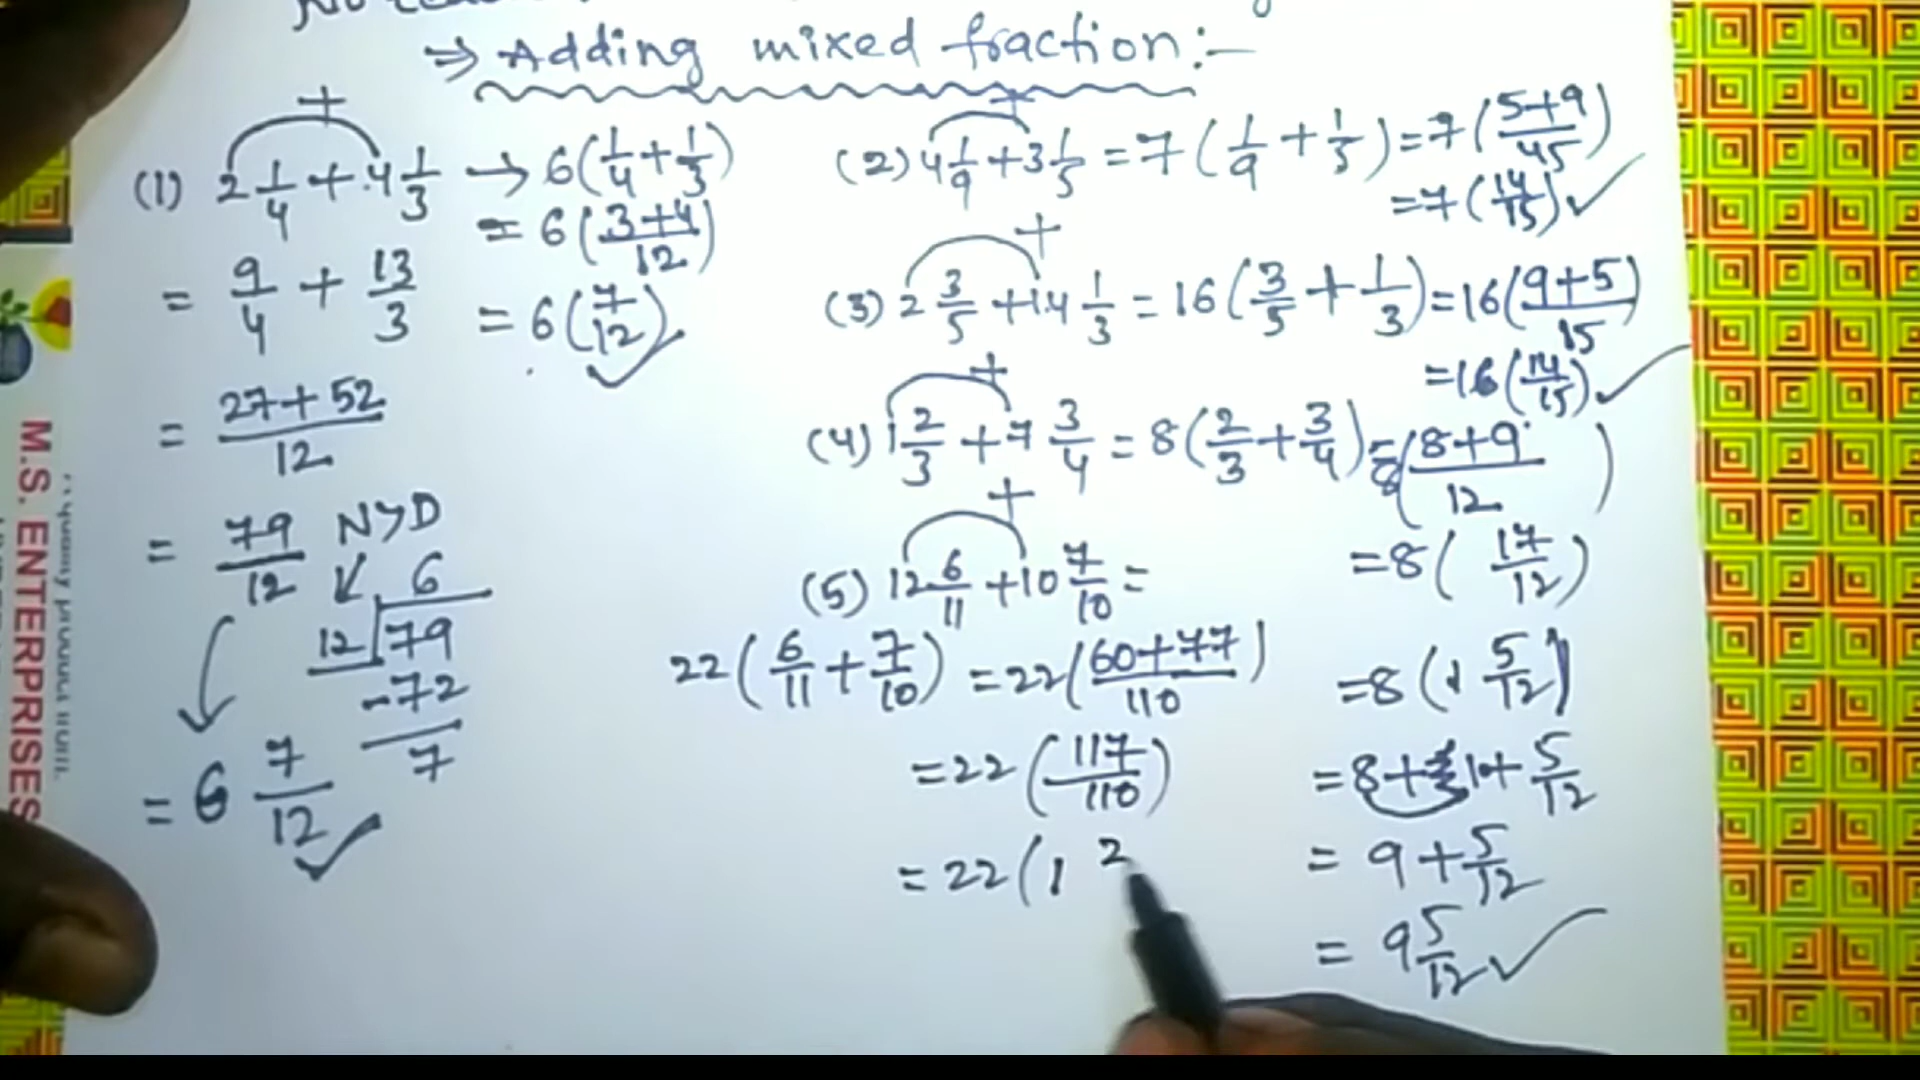 ⇒ Adding mixed fraction:-
+
(1) 2 1/4 + 4 1/3 → 6(1/4 + 1/3)
= 6(3+4/12)
= 9/4 + 13/3
= 6(7/12) ✓
= 27+52/12
= 79/12 N>D
6
12 79
-72
7
= 6 7/12 ✓
+
(2) 4 1/9 + 3 1/5 = 7(1/9 + 1/5) = 7(5+9/45)
= 7(14/15) ✓
+
(3) 2 3/5 + 14 1/3 = 16(3/5 + 1/3) = 16(9+5/15)
= 16(14/15) ✓
+
(4) 1 2/3 + 7 3/4 = 8(2/3 + 3/4) = 8(8+9/12)
= 8(17/12)
= 8(1 5/12)
= 8 + 1 + 5/12
= 9 + 5/12
= 9 5/12 ✓
+
(5) 12 6/11 + 10 7/10 =
22(6/11 + 7/10) = 22(60+77/110)
= 22(117/110)
= 22(1 2
M.S. ENTERPRISES